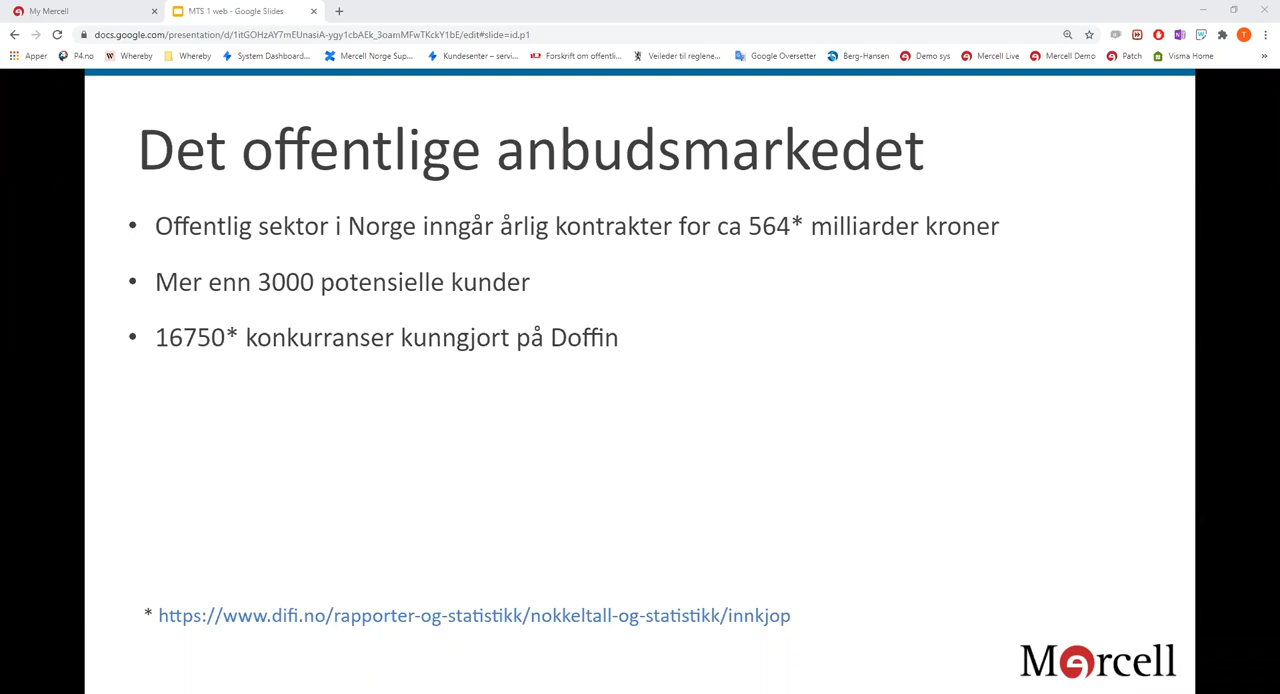 My Mercell
MTS 1 web - Google Slides
docs.google.com/presentation/d/1itGOHzAY7mEUnasiA-ygy1cbAEk_3oamMFwTKckY1bE/edit#slide=id.p1
Apper P4.no Whereby Whereby System Dashboard... Mercell Norge Sup... Kundesenter – servi... Forskrift om offentli... Veileder til reglene... Google Oversetter Berg-Hansen Demo sys Mercell Live Mercell Demo Patch Visma Home »
Det offentlige anbudsmarkedet
• Offentlig sektor i Norge inngår årlig kontrakter for ca 564* milliarder kroner
• Mer enn 3000 potensielle kunder
• 16750* konkurranser kunngjort på Doffin
* https://www.difi.no/rapporter-og-statistikk/nokkeltall-og-statistikk/innkjop
Mercell